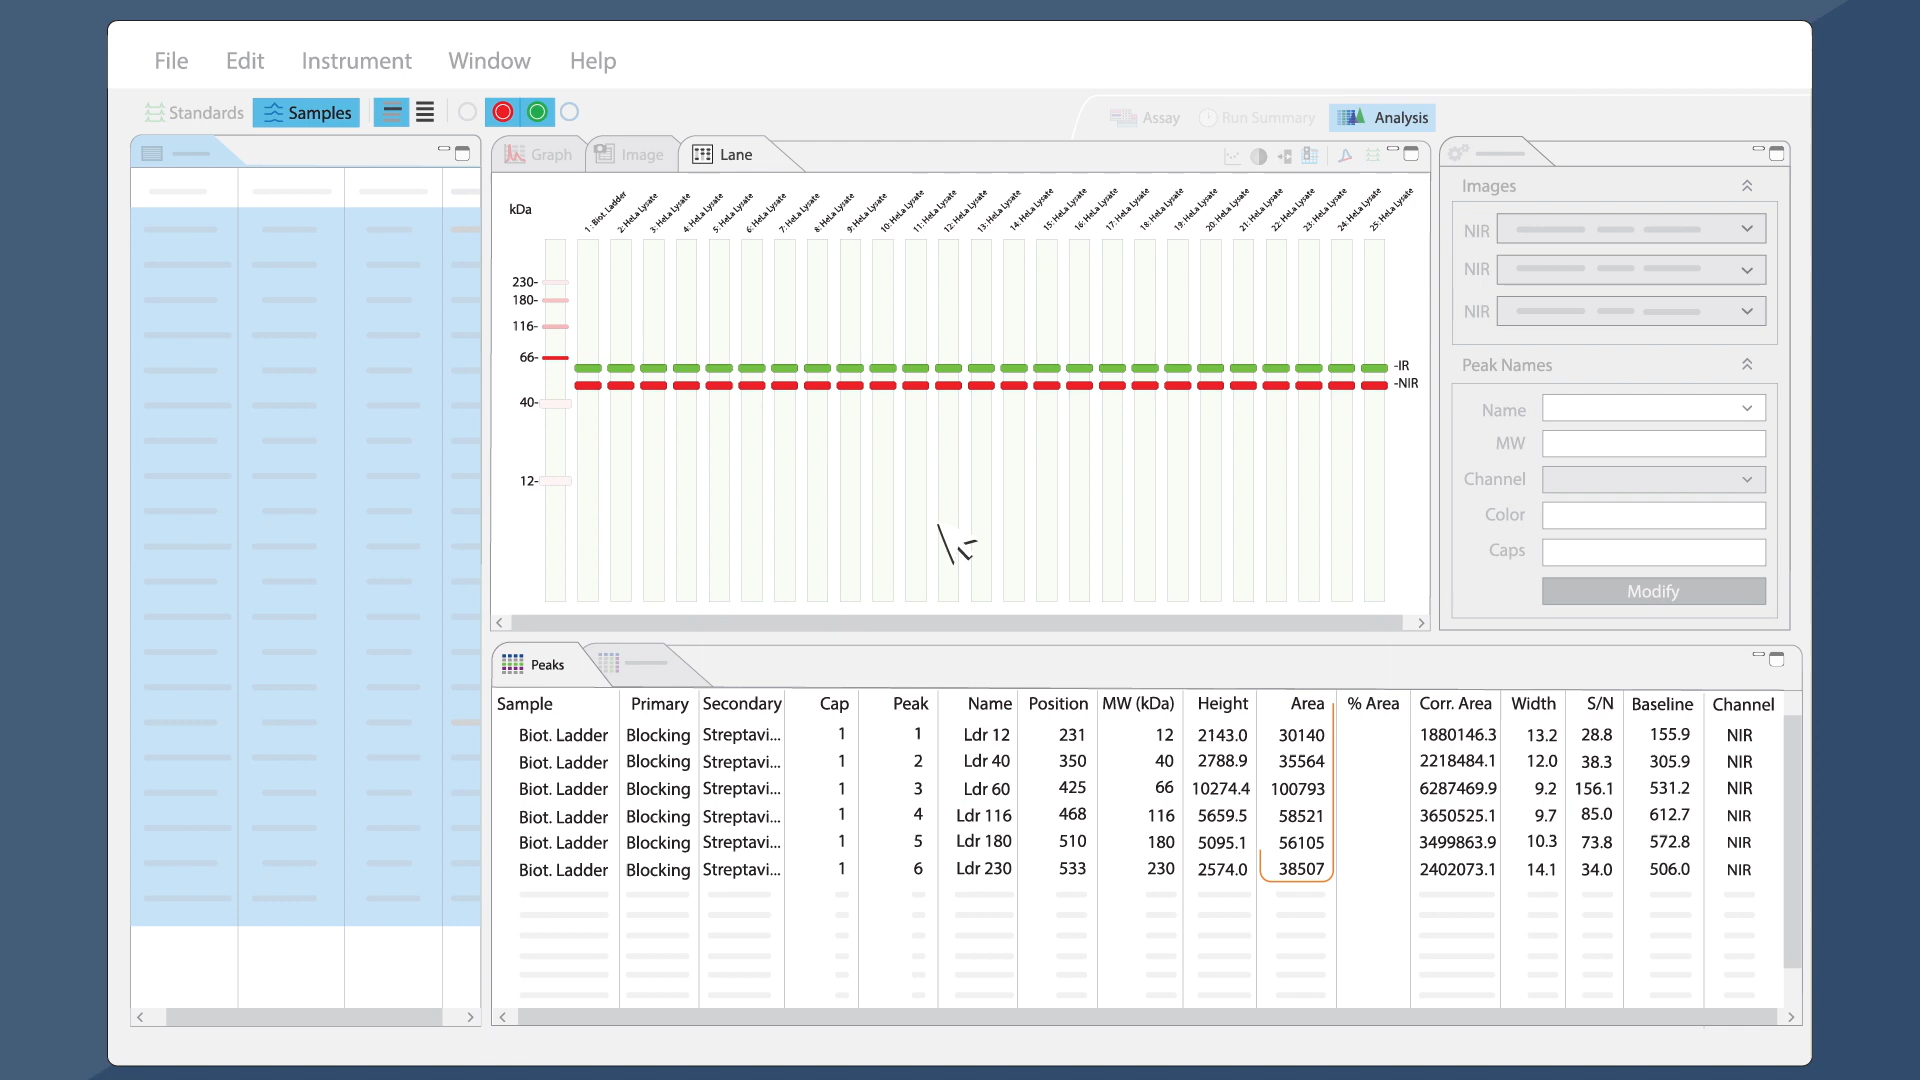 File Edit Instrument Window Help
Standards Samples Assay Run Summary Analysis
Graph Image Lane
kDa
1: Biot. Ladder
2: HeLa Lysate
3: HeLa Lysate
4: HeLa Lysate
5: HeLa Lysate
6: HeLa Lysate
7: HeLa Lysate
8: HeLa Lysate
9: HeLa Lysate
10: HeLa Lysate
11: HeLa Lysate
12: HeLa Lysate
13: HeLa Lysate
14: HeLa Lysate
15: HeLa Lysate
16: HeLa Lysate
17: HeLa Lysate
18: HeLa Lysate
19: HeLa Lysate
20: HeLa Lysate
21: HeLa Lysate
22: HeLa Lysate
23: HeLa Lysate
24: HeLa Lysate
25: HeLa Lysate
230-
180-
116-
66-
40-
12-
-IR
-NIR
Images
NIR
NIR
NIR
Peak Names
Name
MW
Channel
Color
Caps
Modify
Peaks
Sample Primary Secondary Cap Peak Name Position MW (kDa) Height Area % Area Corr. Area Width S/N Baseline Channel
Biot. Ladder Blocking Streptavi... 1 1 Ldr 12 231 12 2143.0 30140 1880146.3 13.2 28.8 155.9 NIR
Biot. Ladder Blocking Streptavi... 1 2 Ldr 40 350 40 2788.9 35564 2218484.1 12.0 38.3 305.9 NIR
Biot. Ladder Blocking Streptavi... 1 3 Ldr 60 425 66 10274.4 100793 6287469.9 9.2 156.1 531.2 NIR
Biot. Ladder Blocking Streptavi... 1 4 Ldr 116 468 116 5659.5 58521 3650525.1 9.7 85.0 612.7 NIR
Biot. Ladder Blocking Streptavi... 1 5 Ldr 180 510 180 5095.1 56105 3499863.9 10.3 73.8 572.8 NIR
Biot. Ladder Blocking Streptavi... 1 6 Ldr 230 533 230 2574.0 38507 2402073.1 14.1 34.0 506.0 NIR